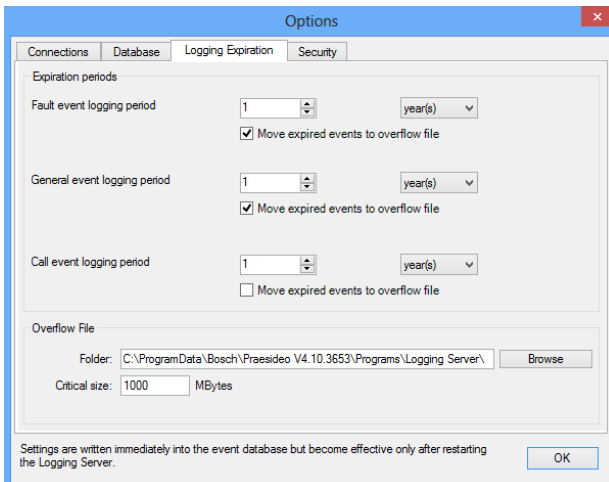 Options
Connections Database Logging Expiration Security
Expiration periods
Fault event logging period 1 year(s)
Move expired events to overflow file
General event logging period 1 year(s)
Move expired events to overflow file
Call event logging period 1 year(s)
Move expired events to overflow file
Overflow File
Folder: C:\ProgramData\Bosch\Praesideo V4.10.3653\Programs\Logging Server\ Browse
Critical size: 1000 MBytes
Settings are written immediately into the event database but become effective only after restarting
the Logging Server. OK